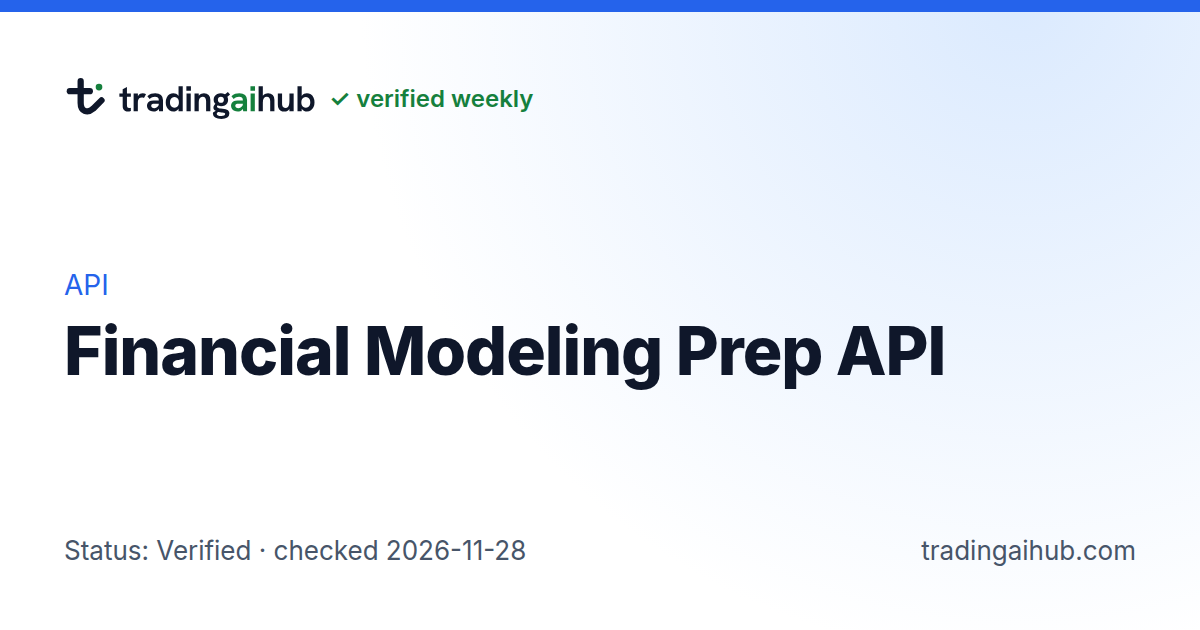 tradingaihub ✓ verified weekly
API
Financial Modeling Prep API
Status: Verified · checked 2026-11-28
tradingaihub.com